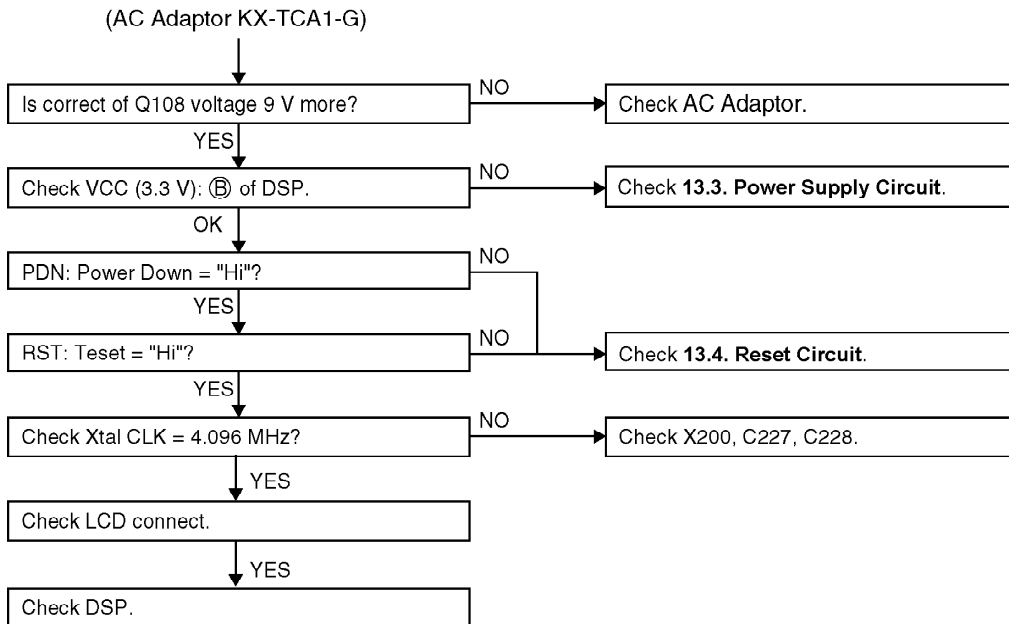 (AC Adaptor KX-TCA1-G)
Is correct of Q108 voltage 9 V more?
NO
Check AC Adaptor.
YES
Check VCC (3.3 V): Ⓑ of DSP.
NO
Check 13.3. Power Supply Circuit.
OK
PDN: Power Down = "Hi"?
NO
YES
RST: Teset = "Hi"?
NO
Check 13.4. Reset Circuit.
YES
Check Xtal CLK = 4.096 MHz?
NO
Check X200, C227, C228.
YES
Check LCD connect.
YES
Check DSP.